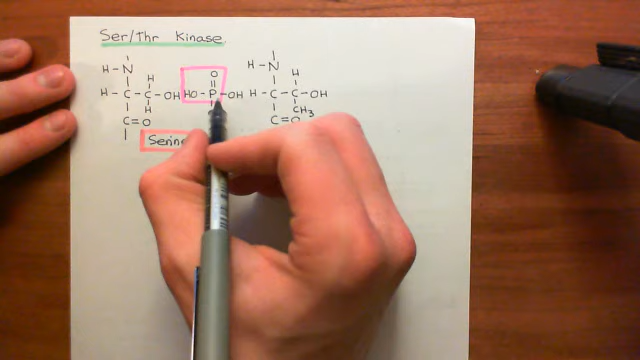 Ser/Thr Kinase
H-N
H-C-C-OH
H
H
C=O
HO-P-OH
O
H-N
H-C-C-OH
H
CH3
C=O
Serine